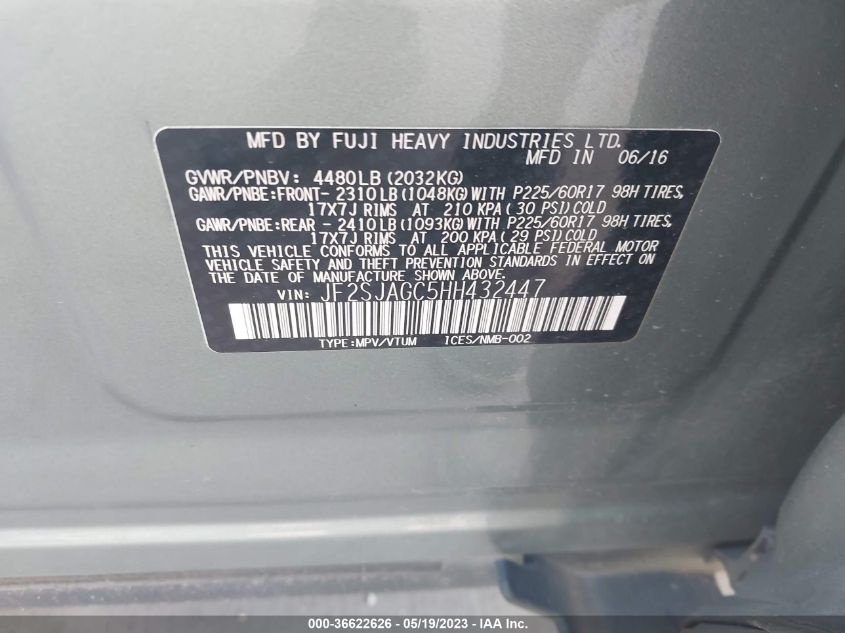 MFD BY FUJI HEAVY INDUSTRIES LTD.
MFD IN 06/16
GVWR/PNBV: 4480LB (2032KG)
GAWR/PNBE:FRONT- 2310LB (1048KG) WITH P225/60R17 98H TIRES,
17X7J RIMS AT 210 KPA ( 30 PSI) COLD
GAWR/PNBE:REAR - 2410LB (1093KG) WITH P225/60R17 98H TIRES,
17X7J RIMS AT 200 KPA ( 29 PSI) COLD
THIS VEHICLE CONFORMS TO ALL APPLICABLE FEDERAL MOTOR
VEHICLE SAFETY AND THEFT PREVENTION STANDARDS IN EFFECT ON
THE DATE OF MANUFACTURE SHOWN ABOVE.
VIN: JF2SJAGC5HH432447
TYPE:MPV/VTUM ICES/NMB-002
000-36622626 - 05/19/2023 - IAA Inc.